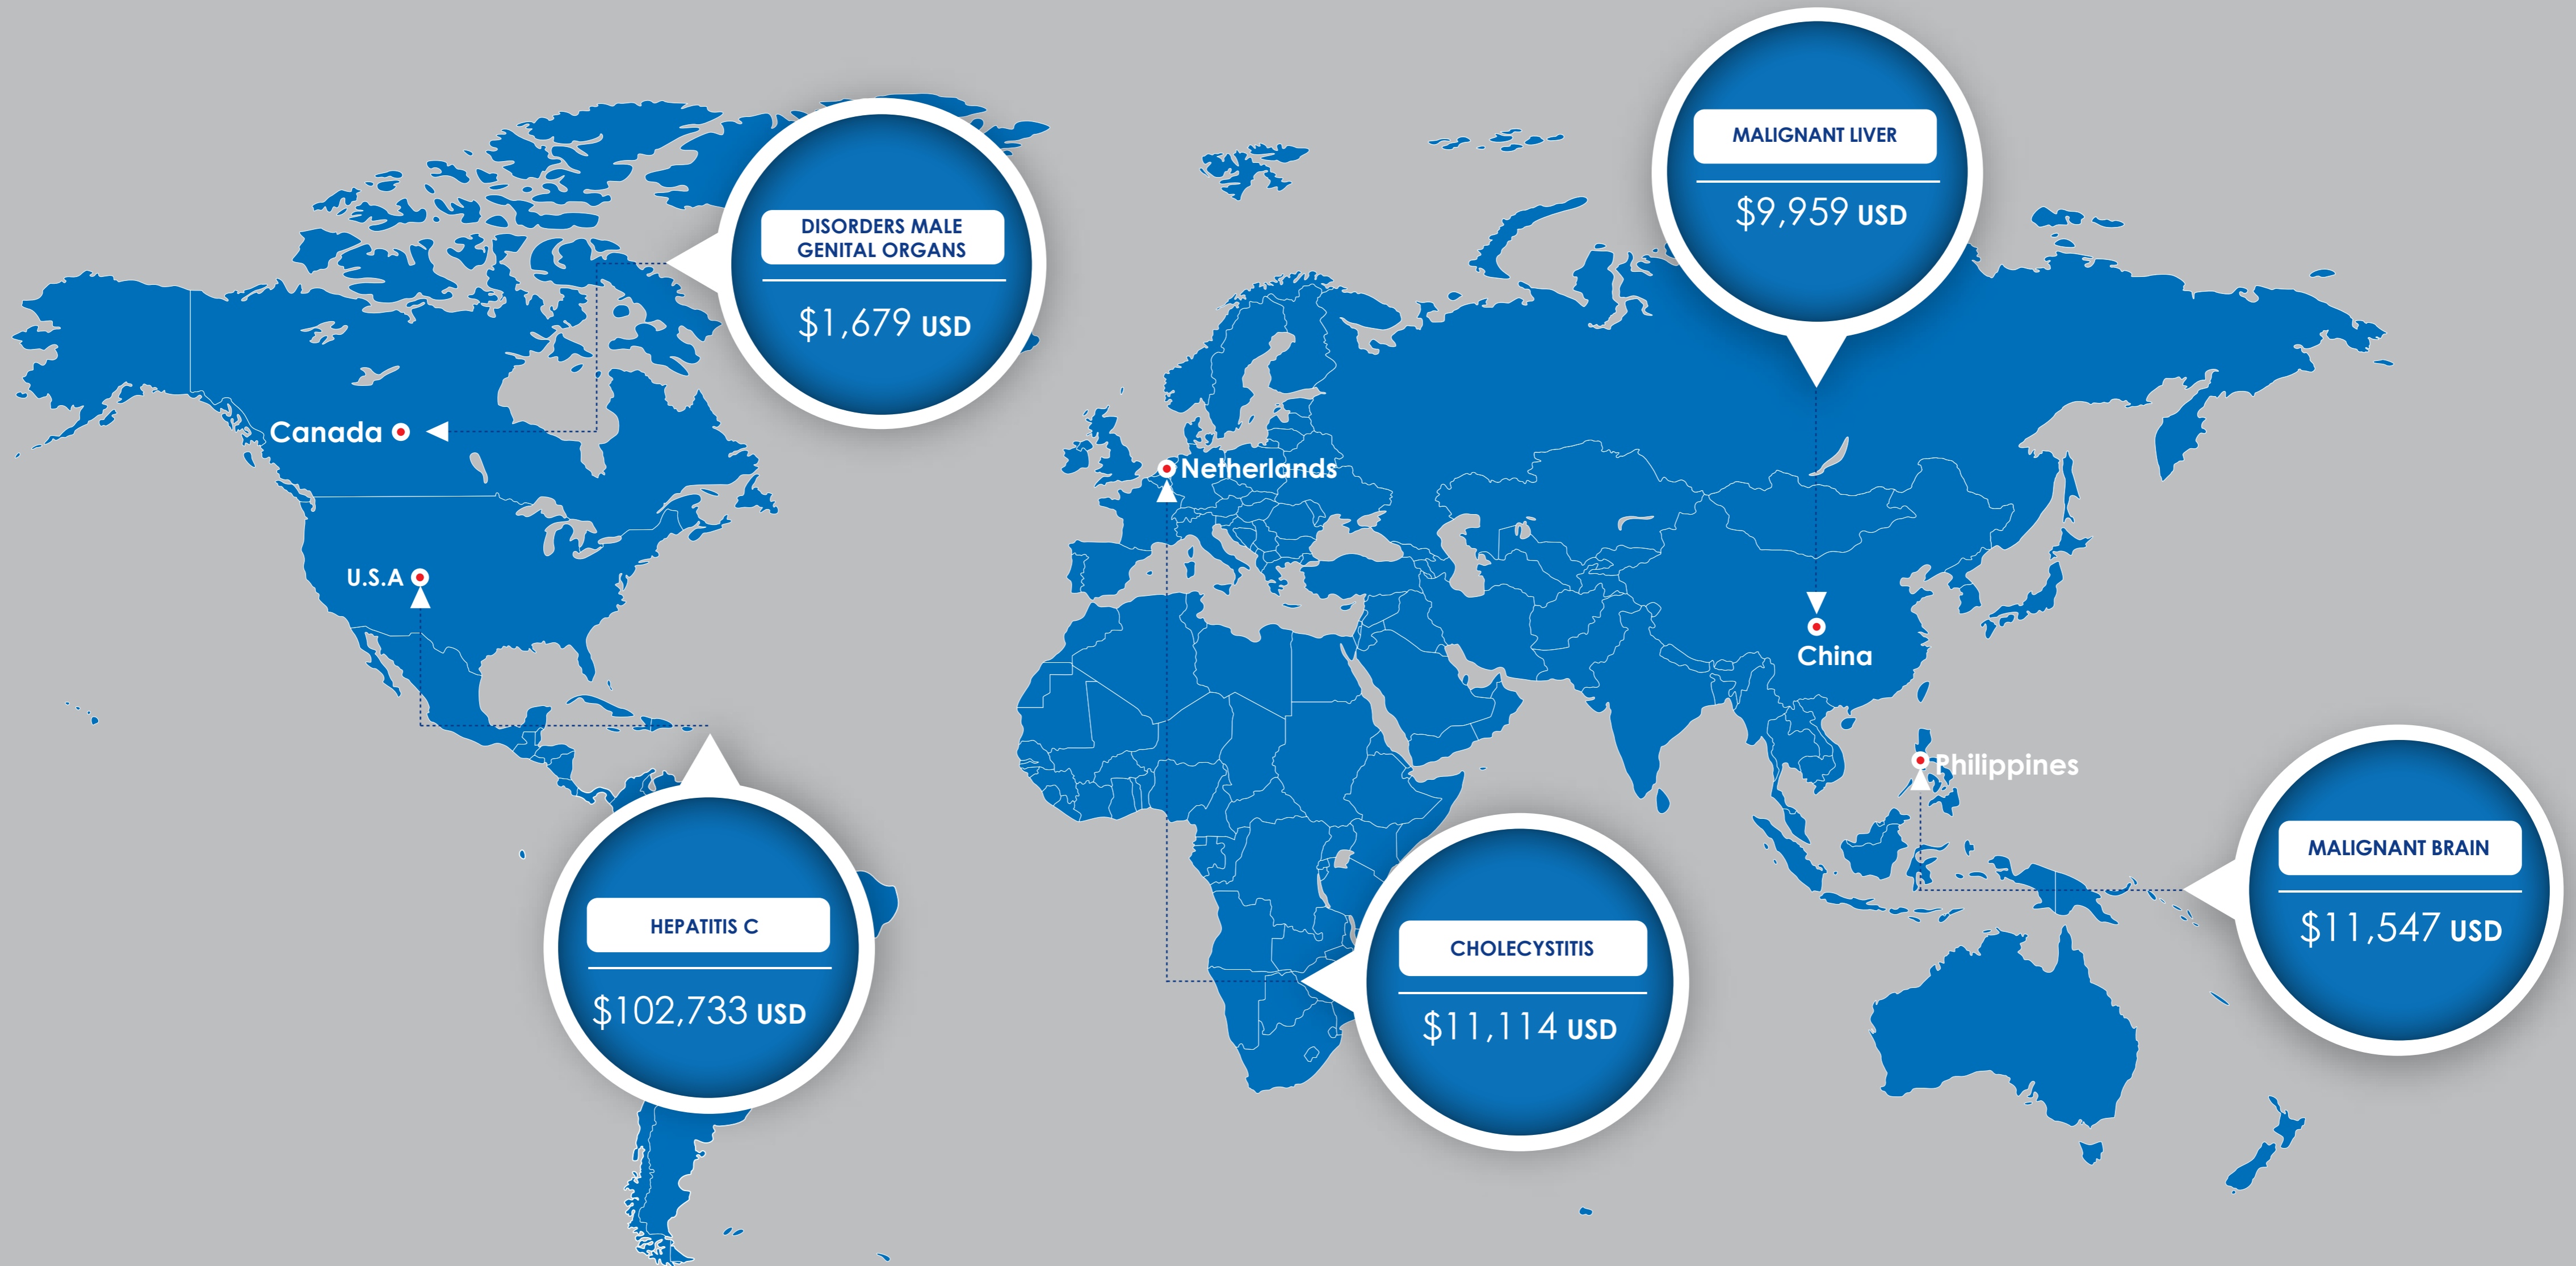 MALIGNANT LIVER
$9,959 USD
DISORDERS MALE
GENITAL ORGANS
$1,679 USD
Canada
Netherlands
U.S.A
China
Philippines
MALIGNANT BRAIN
$11,547 USD
HEPATITIS C
$102,733 USD
CHOLECYSTITIS
$11,114 USD